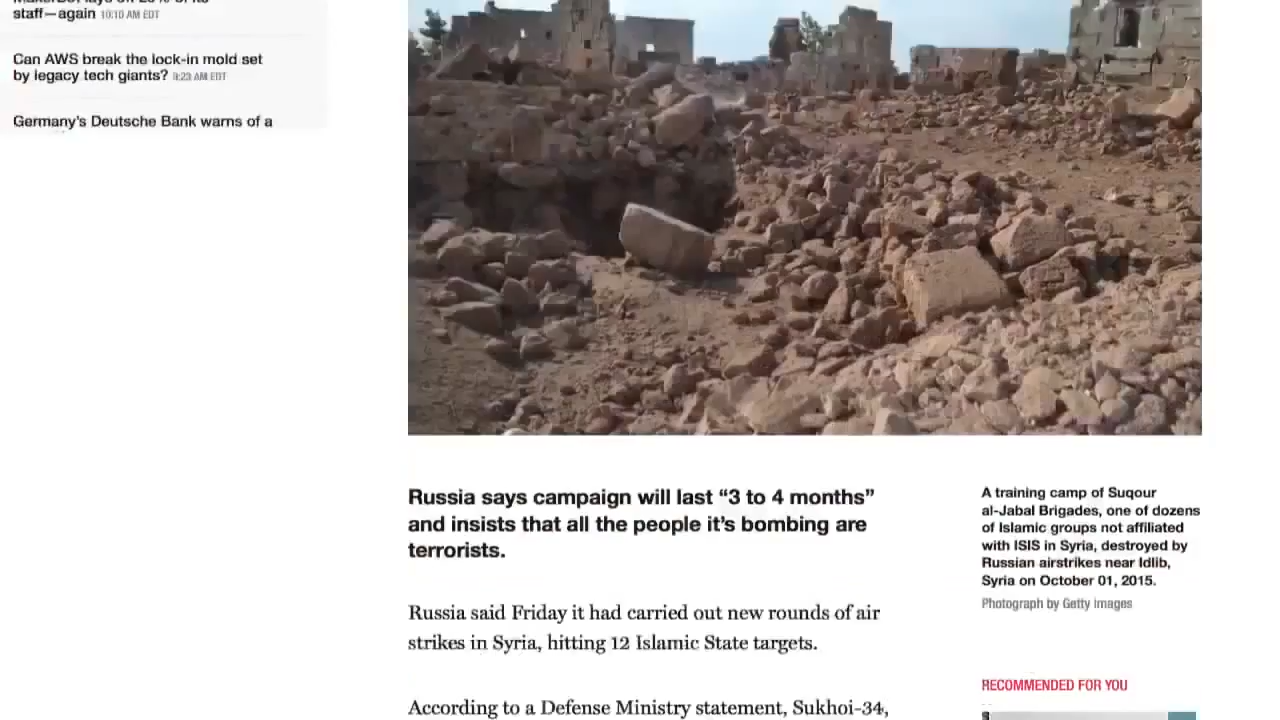 staff—again 10:10 AM EDT
Can AWS break the lock-in mold set
by legacy tech giants? 8:23 AM EDT
Germany's Deutsche Bank warns of a
Russia says campaign will last “3 to 4 months”
and insists that all the people it’s bombing are
terrorists.
Russia said Friday it had carried out new rounds of air
strikes in Syria, hitting 12 Islamic State targets.
According to a Defense Ministry statement, Sukhoi-34,
A training camp of Suqour
al-Jabal Brigades, one of dozens
of Islamic groups not affiliated
with ISIS in Syria, destroyed by
Russian airstrikes near Idlib,
Syria on October 01, 2015.
Photograph by Getty Images
RECOMMENDED FOR YOU